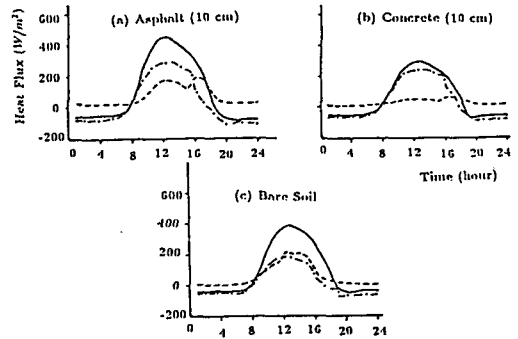 Heat Flux (W/m²)
(a) Asphalt (10 cm)
600
400
200
0
-200
0 4 8 12 16 20 24
(b) Concrete (10 cm)
0 4 8 12 16 20 24
Time (hour)
(c) Bare Soil
600
400
200
0
-200
0 4 8 12 16 20 24